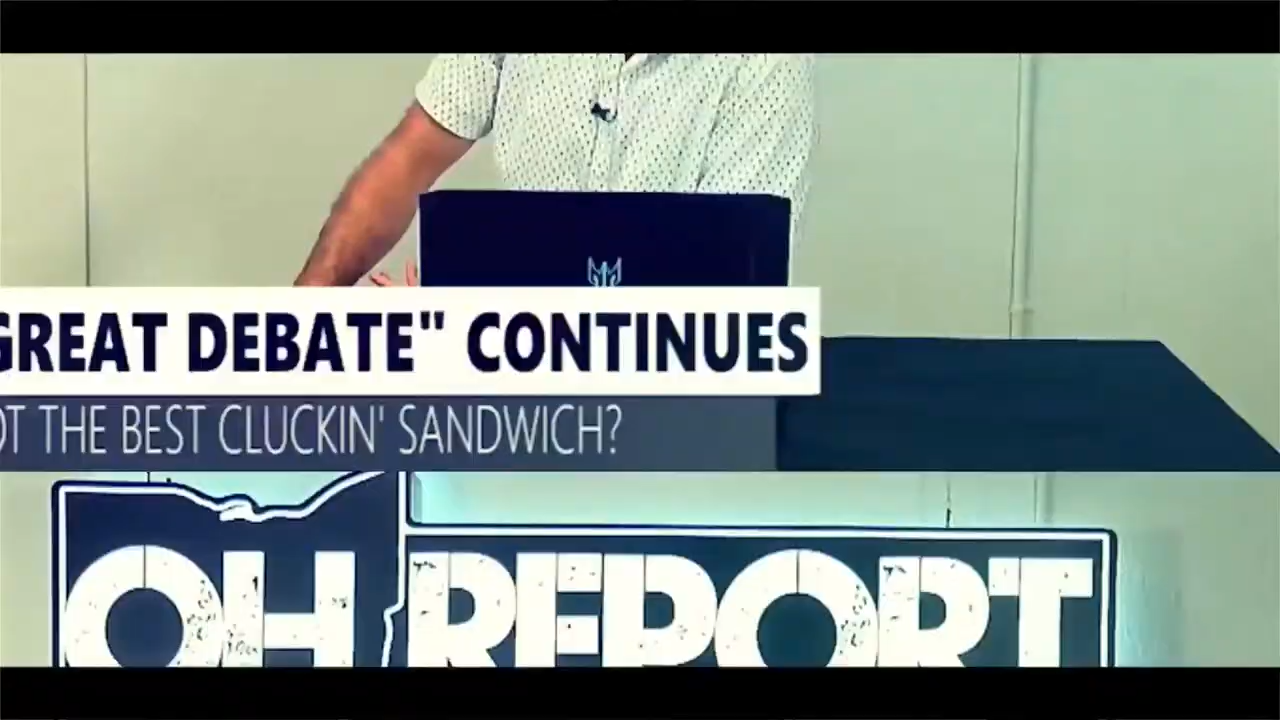 GREAT DEBATE" CONTINUES
THE BEST CLUCKIN' SANDWICH?
OH REPORT